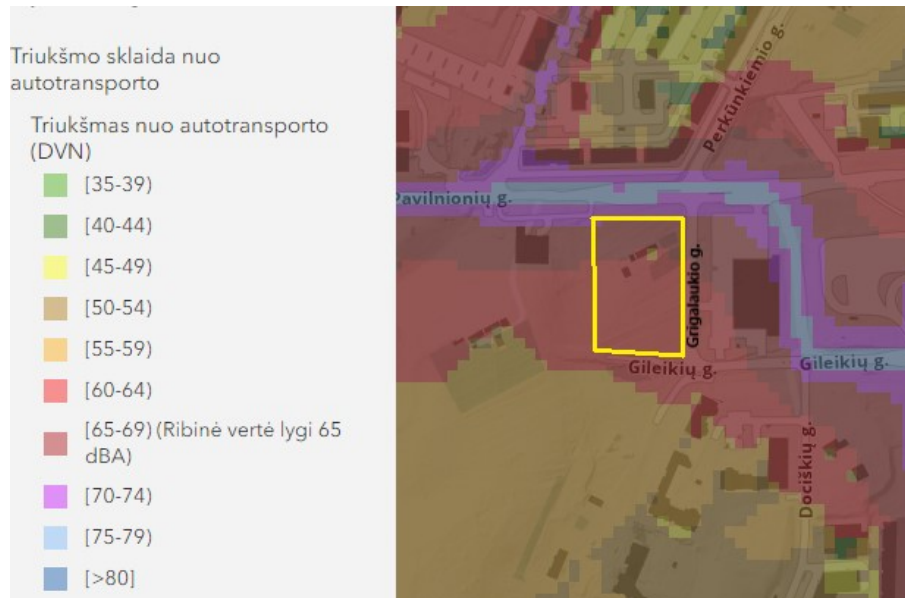 Triukšmo sklaida nuo
autotransporto
Triukšmas nuo autotransporto
(DVN)
[35-39)
[40-44)
[45-49)
[50-54)
[55-59)
[60-64)
[65-69) (Ribinė vertė lygi 65
dBA)
[70-74)
[75-79)
[>80]
Perkūnkiemio g.
Pavilnionių g.
Grigalaukio g.
Gileikių g.
Gileikių g.
Dociškių g.